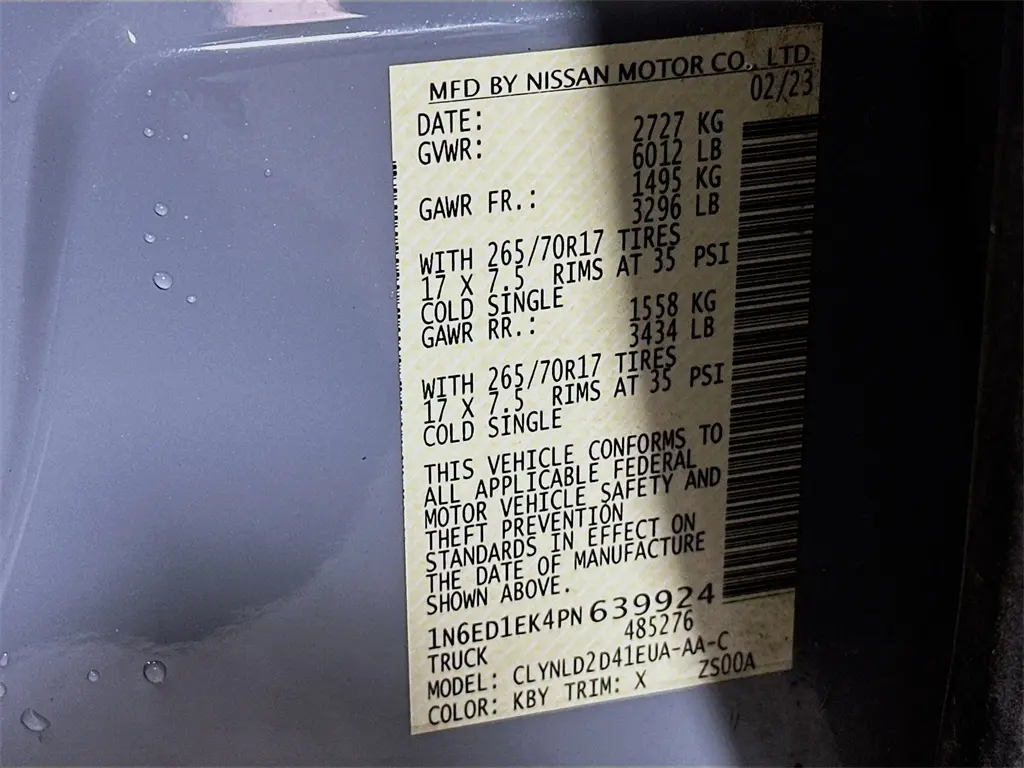 MFD BY NISSAN MOTOR CO., LTD.
DATE: 02/23
GVWR: 2727 KG
6012 LB
GAWR FR.: 1495 KG
3296 LB
WITH 265/70R17 TIRES
17 X 7.5 RIMS AT 35 PSI
COLD SINGLE
GAWR RR.: 1558 KG
3434 LB
WITH 265/70R17 TIRES
17 X 7.5 RIMS AT 35 PSI
COLD SINGLE
THIS VEHICLE CONFORMS TO
ALL APPLICABLE FEDERAL
MOTOR VEHICLE SAFETY AND
THEFT PREVENTION
STANDARDS IN EFFECT ON
THE DATE OF MANUFACTURE
SHOWN ABOVE.
1N6ED1EK4PN639924
TRUCK 485276
MODEL: CLYNLD2D41EUA-AA-C
COLOR: KBY TRIM: X ZS00A